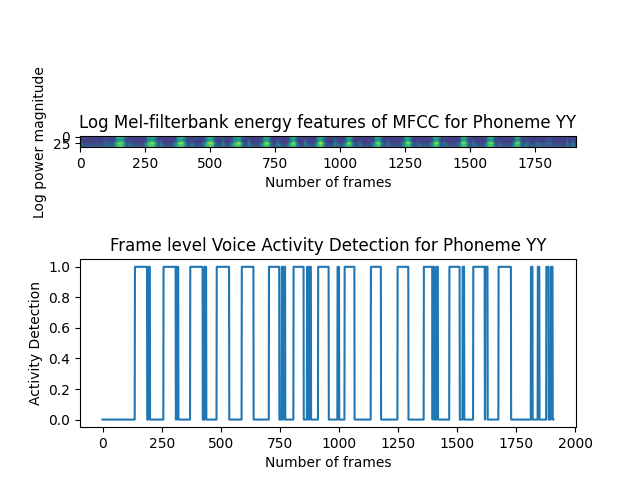 Log Mel-filterbank energy features of MFCC for Phoneme YY
Log power magnitude
0
25
0 250 500 750 1000 1250 1500 1750
Number of frames
Frame level Voice Activity Detection for Phoneme YY
Activity Detection
1.0
0.8
0.6
0.4
0.2
0.0
0 250 500 750 1000 1250 1500 1750 2000
Number of frames